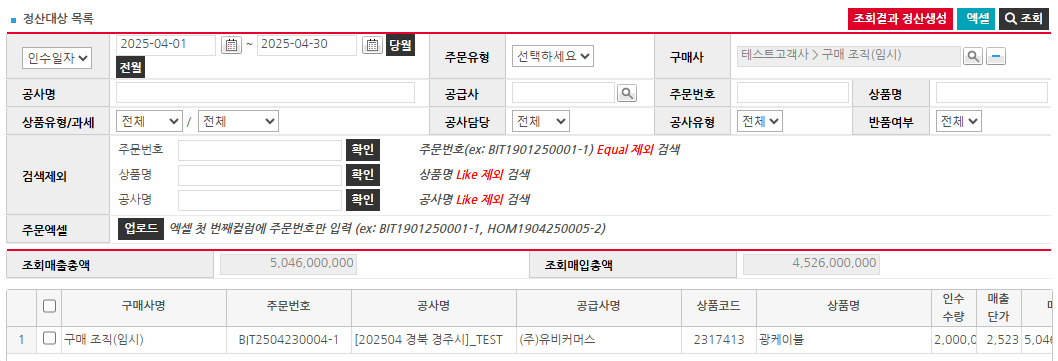 정산대상 목록 조회결과 정산생성 엑셀 조회
인수일자 2025-04-01 ~ 2025-04-30 당월 전월 주문유형 선택하세요 구매사 테스트고객사 > 구매 조직(임시)
공사명 공급사 주문번호 상품명
상품유형/과세 전체 / 전체 공사담당 전체 공사유형 전체 반품여부 전체
검색제외
주문번호 확인 주문번호(ex: BIT1901250001-1) Equal 제외 검색
상품명 확인 상품명 Like 제외 검색
공사명 확인 공사명 Like 제외 검색
주문엑셀 업로드 엑셀 첫 번째컬럼에 주문번호만 입력 (ex: BIT1901250001-1, HOM1904250005-2)
조회매출총액 5,046,000,000 조회매입총액 4,526,000,000
구매사명 주문번호 공사명 공급사명 상품코드 상품명 인수 수량 매출 단가
1 구매 조직(임시) BIT2504230004-1 [202504 경북 경주시]_TEST (주)유비커머스 2317413 광케이블 2,000,0 2,523 5,046